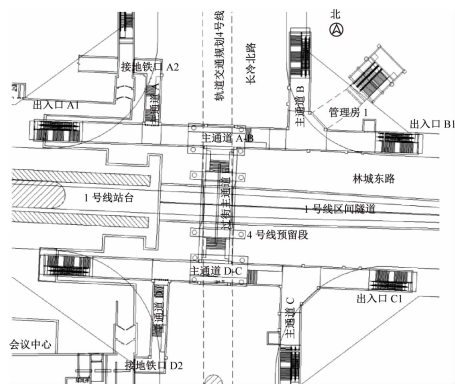 北
轨道交通规划4号线
长冷北路
接地铁口 A2
主通道 A
出入口 A1
主通道 B
管理房 1
出入口 B1
主通道 A-B
林城东路
1 号线站台
过街主通道
1 号线区间隧道
4 号线预留段
主通道 D-C
主通道 D
主通道 C
出入口 C1
会议中心
接地铁口 D2